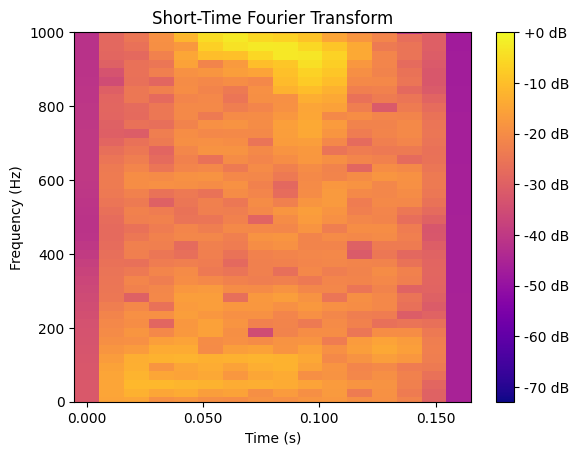 Short-Time Fourier Transform
1000
800
600
400
200
0
Frequency (Hz)
0.000
0.050
0.100
0.150
Time (s)
+0 dB
-10 dB
-20 dB
-30 dB
-40 dB
-50 dB
-60 dB
-70 dB